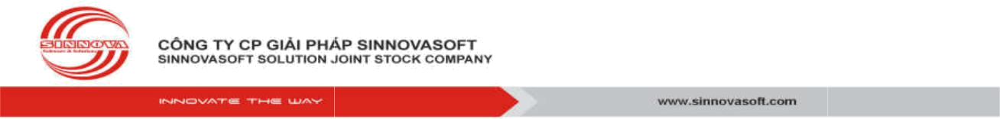 SINNOVA
CÔNG TY CP GIẢI PHÁP SINNOVASOFT
SINNOVASOFT SOLUTION JOINT STOCK COMPANY
INNOVATE THE WAY
www.sinnovasoft.com